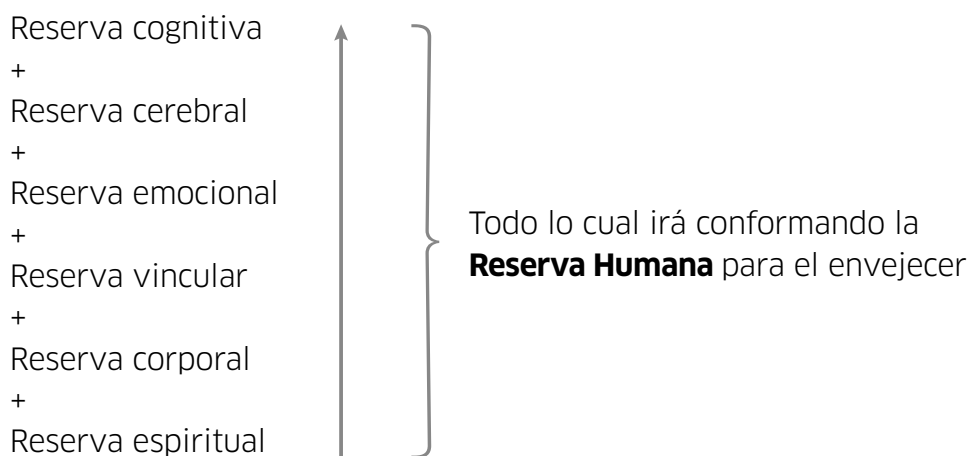 Reserva cognitiva
+
Reserva cerebral
+
Reserva emocional
+
Reserva vincular
+
Reserva corporal
+
Reserva espiritual
Todo lo cual irá conformando la
Reserva Humana para el envejecer